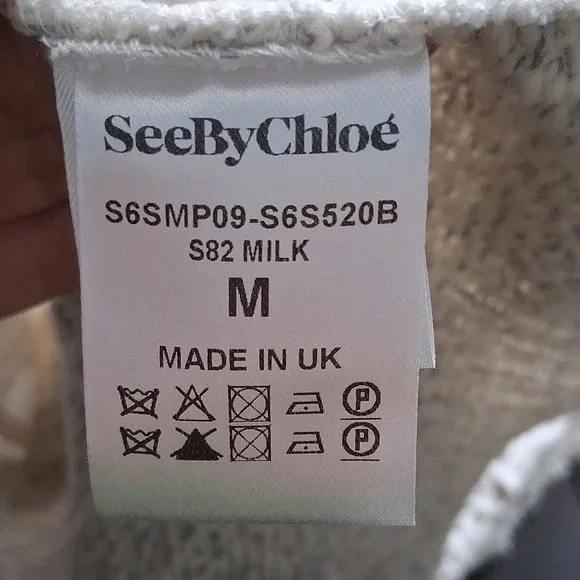 SeeByChloé
S6SMP09-S6S520B
S82 MILK
M
MADE IN UK
P
P